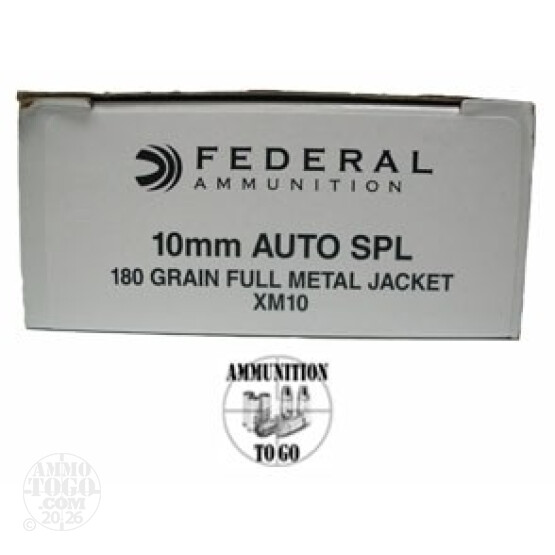 FEDERAL
AMMUNITION
10mm AUTO SPL
180 GRAIN FULL METAL JACKET
XM10
AMMUNITION
TO GO
AMMO
TOGO.COM
© 2026